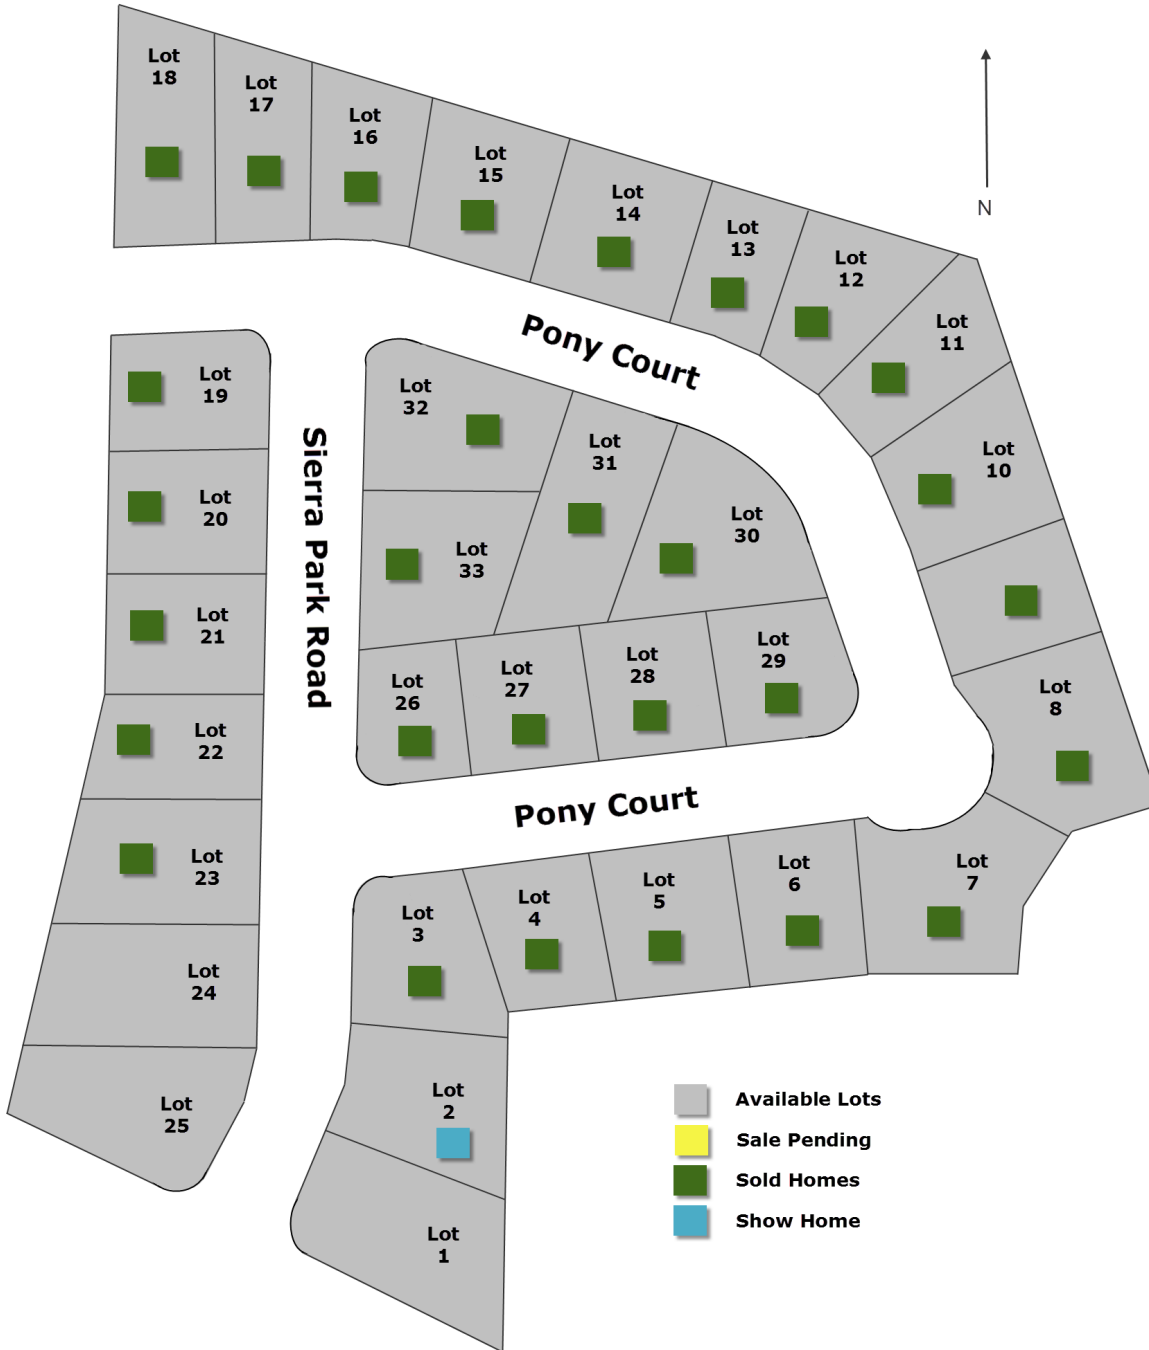 Lot
18
Lot
17
Lot
16
Lot
15
Lot
14
Lot
13
Lot
12
Lot
11
Lot
10
N
Pony Court
Lot
19
Lot
20
Lot
21
Lot
22
Lot
23
Lot
24
Lot
25
Sierra Park Road
Lot
32
Lot
31
Lot
30
Lot
33
Lot
26
Lot
27
Lot
28
Lot
29
Lot
8
Pony Court
Lot
3
Lot
4
Lot
5
Lot
6
Lot
7
Lot
2
Lot
1
Available Lots
Sale Pending
Sold Homes
Show Home